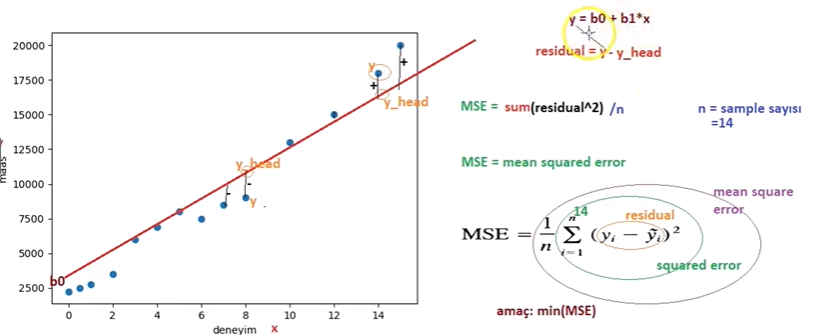 y = b0 + b1*x
residual = y - y_head
MSE = sum(residual^2) /n
n = sample sayısı
=14
MSE = mean squared error
mean square
error
14
residual
MSE = 1/n n∑i=1 (yi − ỹi)²
squared error
amaç: min(MSE)
20000
17500
15000
12500
10000
7500
5000
2500
maas
b0
y
+
+
y_head
y_head
-
-
y
0 2 4 6 8 10 12 14
deneyim x